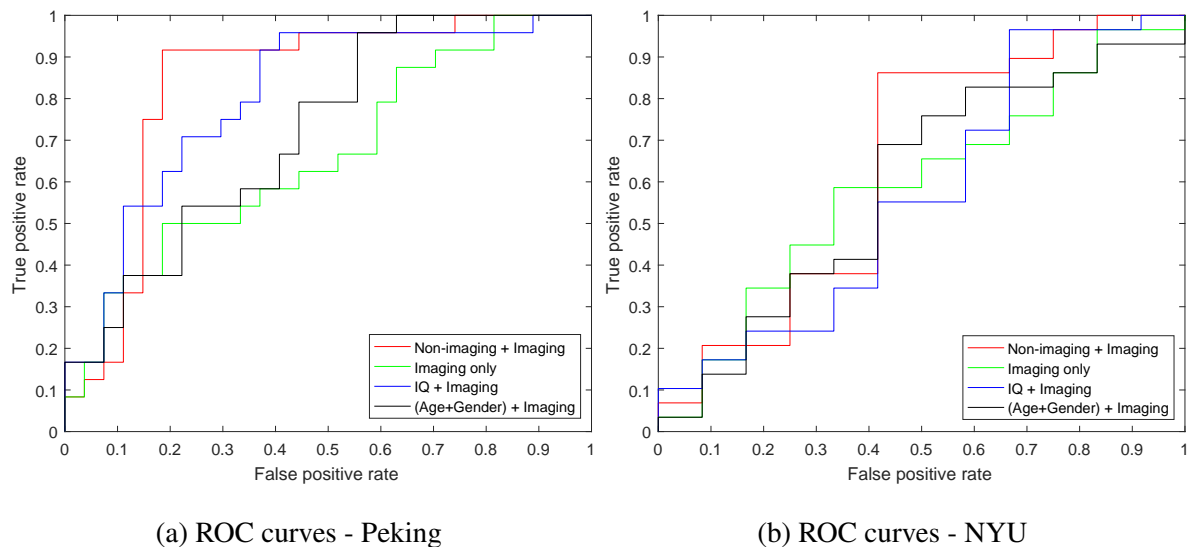 1
0.9
0.8
0.7
0.6
0.5
0.4
0.3
0.2
0.1
0
True positive rate
0 0.1 0.2 0.3 0.4 0.5 0.6 0.7 0.8 0.9 1
False positive rate
Non-imaging + Imaging
Imaging only
IQ + Imaging
(Age+Gender) + Imaging
(a) ROC curves - Peking
1
0.9
0.8
0.7
0.6
0.5
0.4
0.3
0.2
0.1
0
True positive rate
0 0.1 0.2 0.3 0.4 0.5 0.6 0.7 0.8 0.9 1
False positive rate
Non-imaging + Imaging
Imaging only
IQ + Imaging
(Age+Gender) + Imaging
(b) ROC curves - NYU